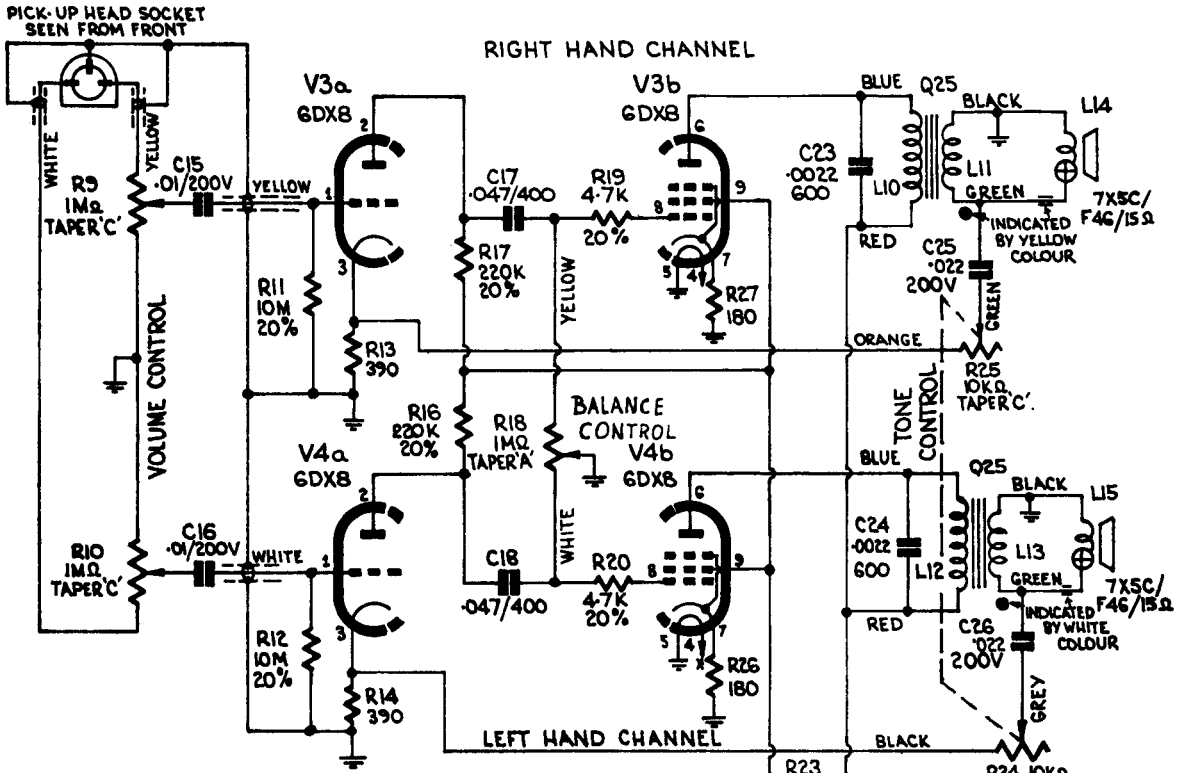 PICK-UP HEAD SOCKET
SEEN FROM FRONT
RIGHT HAND CHANNEL
WHITE
YELLOW
R9
1MΩ
TAPER'C'
C15
.01/200V
YELLOW
V3a
6DX8
2
1
3
R11
10M
20%
R13
390
VOLUME CONTROL
R17
220K
20%
C17
.047/400
R19
4.7K
20%
YELLOW
V3b
6DX8
6
9
8
5
4
7
R27
180
BLUE
C23
.0022
600
L10
RED
Q25
L11
BLACK
GREEN
L14
7X5C/
F46/15Ω
INDICATED
BY YELLOW
COLOUR
C25
.022
200V
GREEN
ORANGE
R25
10KΩ
TAPER'C'.
TONE
CONTROL
R16
220K
20%
R18
1MΩ
TAPER'A'
BALANCE
CONTROL
R10
1MΩ
TAPER'C'
C16
.01/200V
WHITE
V4a
6DX8
2
1
3
R12
10M
20%
R14
390
C18
.047/400
WHITE
R20
4.7K
20%
V4b
6DX8
6
9
8
5
4
7
X
R26
180
BLUE
C24
.0022
600
L12
RED
Q25
L13
BLACK
GREEN
L15
7X5C/
F46/15Ω
INDICATED
BY WHITE
COLOUR
C26
.022
200V
GREY
LEFT HAND CHANNEL
BLACK
R23
R24 10KΩ